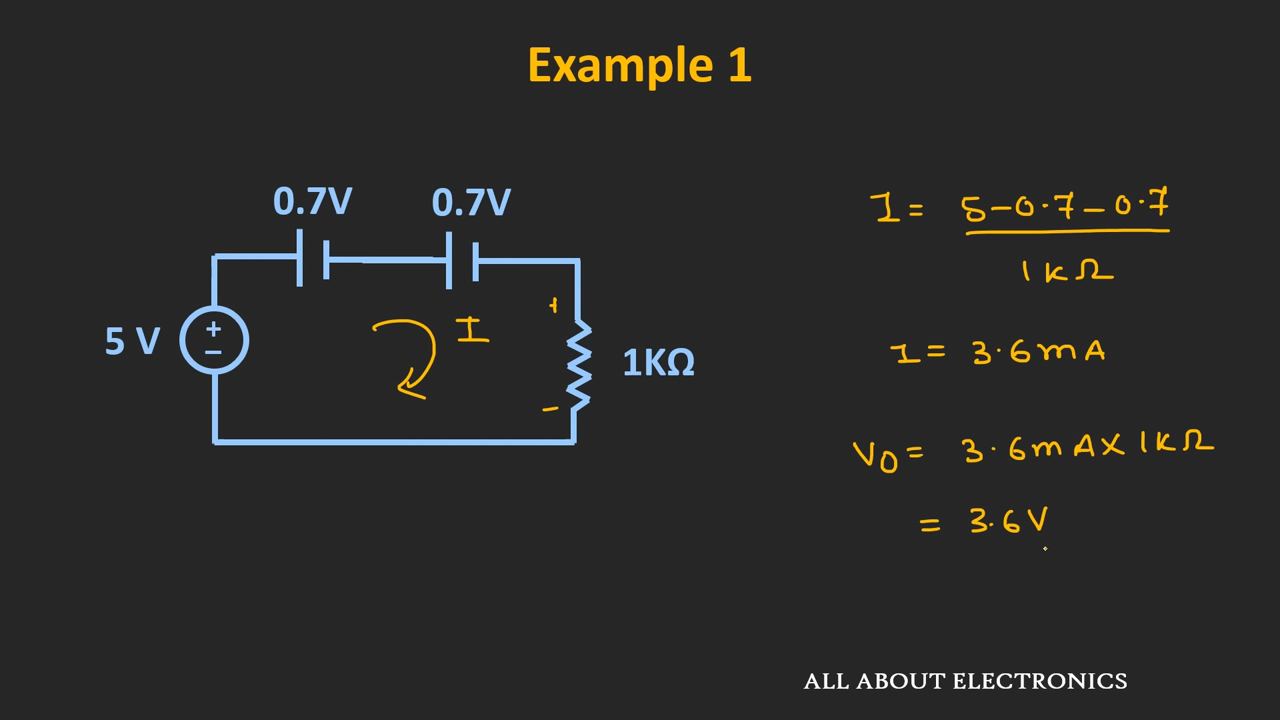 Example 1
0.7V 0.7V
5 V
+
−
I
+
-
1KΩ
I = 5-0.7-0.7
1kΩ
I = 3.6mA
VO = 3.6mA×1kΩ
= 3.6V
ALL ABOUT ELECTRONICS